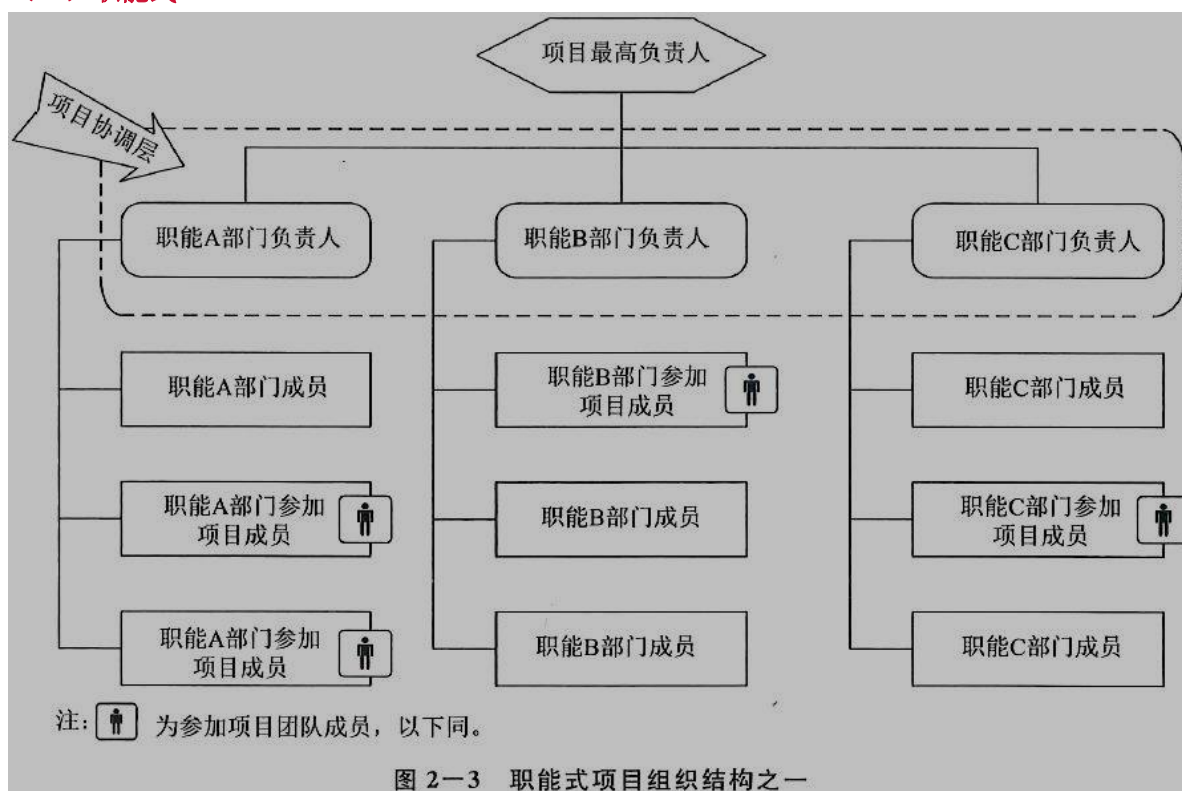 项目最高负责人
项目协调层
职能A部门负责人
职能B部门负责人
职能C部门负责人
职能A部门成员
职能B部门参加
项目成员
职能C部门成员
职能A部门参加
项目成员
职能B部门成员
职能C部门参加
项目成员
职能A部门参加
项目成员
职能B部门成员
职能C部门成员
注: 为参加项目团队成员，以下同。
图 2-3 职能式项目组织结构之一